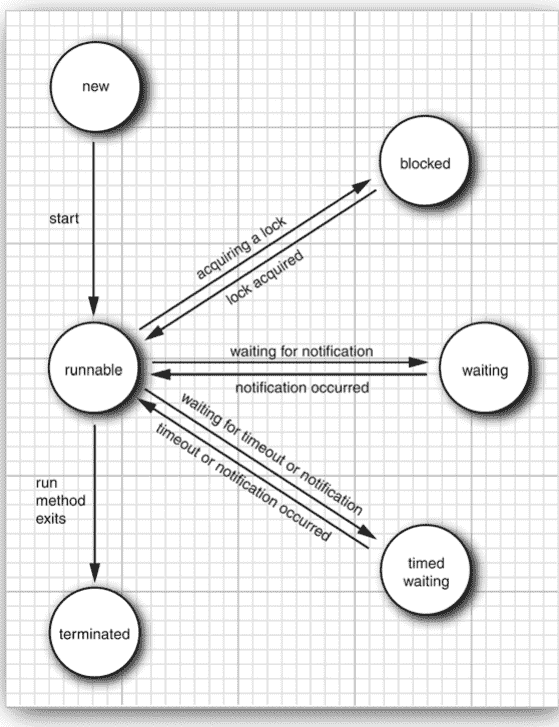 new
blocked
start
acquiring a lock
lock acquired
runnable
waiting for notification
notification occurred
waiting
waiting for timeout or notification
timeout or notification occurred
run
method
exits
timed
waiting
terminated